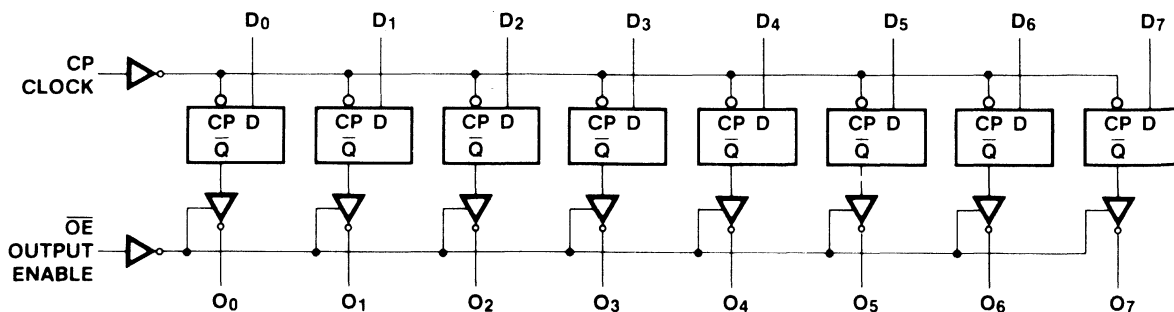 D0 D1 D2 D3 D4 D5 D6 D7
CP
CLOCK
CP D CP D CP D CP D CP D CP D CP D CP D
Q̅ Q̅ Q̅ Q̅ Q̅ Q̅ Q̅ Q̅
O̅E̅
OUTPUT
ENABLE
O0 O1 O2 O3 O4 O5 O6 O7